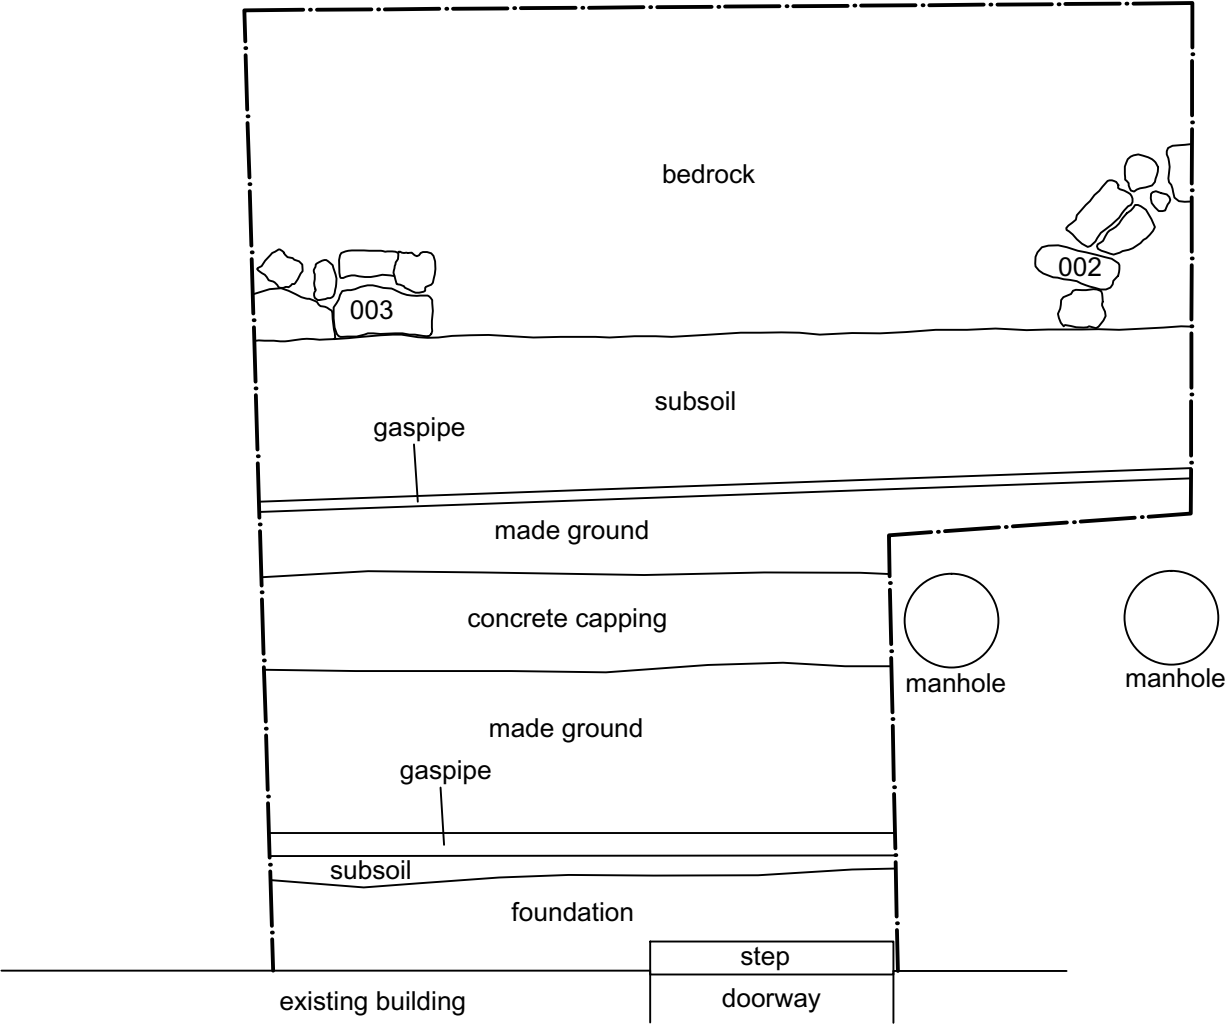 bedrock
002
003
subsoil
gaspipe
made ground
concrete capping
manhole
manhole
made ground
gaspipe
subsoil
foundation
step
existing building
doorway